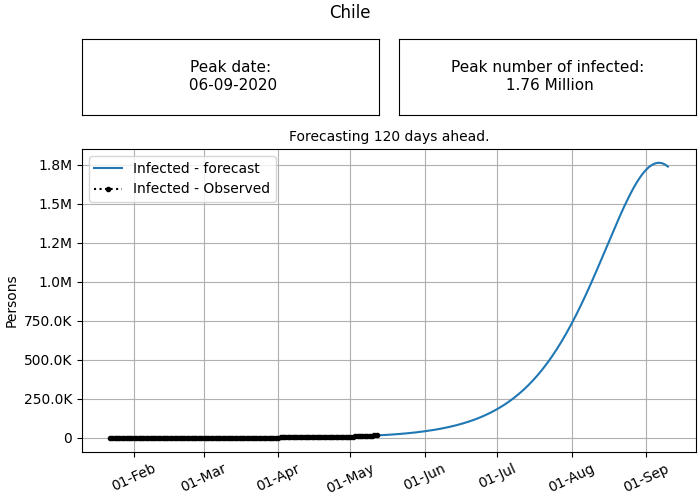 Chile
Peak date:
06-09-2020
Peak number of infected:
1.76 Million
Forecasting 120 days ahead.
Infected - forecast
Infected - Observed
1.8M
1.5M
1.2M
1.0M
750.0K
500.0K
250.0K
0
Persons
01-Feb
01-Mar
01-Apr
01-May
01-Jun
01-Jul
01-Aug
01-Sep